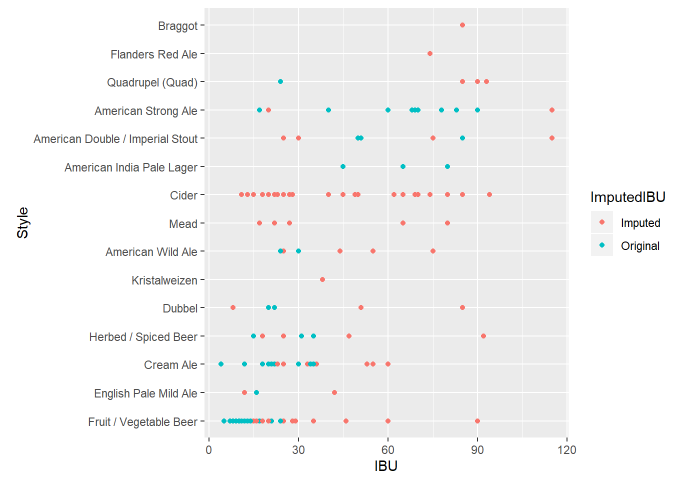 Braggot
Flanders Red Ale
Quadrupel (Quad)
American Strong Ale
American Double / Imperial Stout
American India Pale Lager
Cider
Mead
American Wild Ale
Kristalweizen
Dubbel
Herbed / Spiced Beer
Cream Ale
English Pale Mild Ale
Fruit / Vegetable Beer
Style
0 30 60 90 120
IBU
ImputedIBU
Imputed
Original